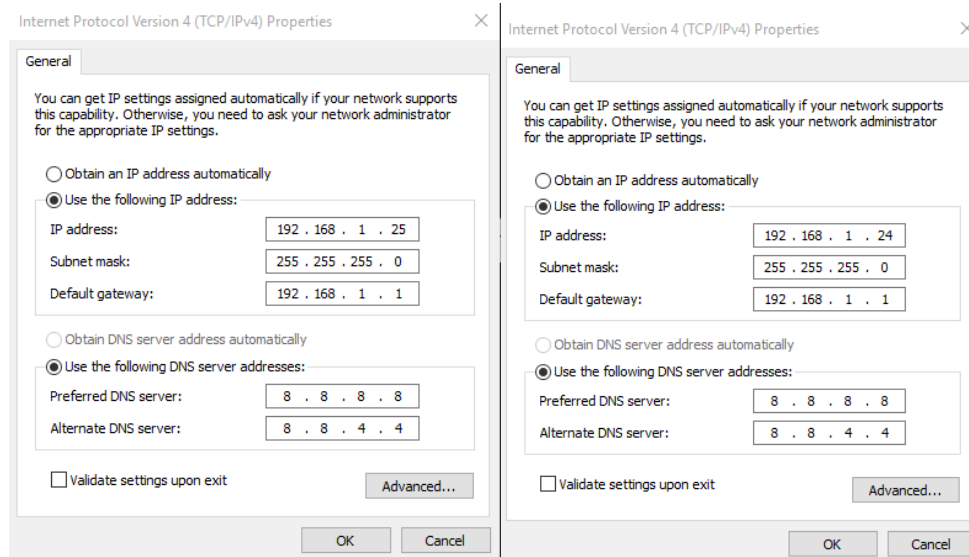 Internet Protocol Version 4 (TCP/IPv4) Properties
General
You can get IP settings assigned automatically if your network supports
this capability. Otherwise, you need to ask your network administrator
for the appropriate IP settings.
Obtain an IP address automatically
Use the following IP address:
IP address: 192 . 168 . 1 . 25
Subnet mask: 255 . 255 . 255 . 0
Default gateway: 192 . 168 . 1 . 1
Obtain DNS server address automatically
Use the following DNS server addresses:
Preferred DNS server: 8 . 8 . 8 . 8
Alternate DNS server: 8 . 8 . 4 . 4
Validate settings upon exit
Advanced...
OK Cancel
Internet Protocol Version 4 (TCP/IPv4) Properties
General
You can get IP settings assigned automatically if your network supports
this capability. Otherwise, you need to ask your network administrator
for the appropriate IP settings.
Obtain an IP address automatically
Use the following IP address:
IP address: 192 . 168 . 1 . 24
Subnet mask: 255 . 255 . 255 . 0
Default gateway: 192 . 168 . 1 . 1
Obtain DNS server address automatically
Use the following DNS server addresses:
Preferred DNS server: 8 . 8 . 8 . 8
Alternate DNS server: 8 . 8 . 4 . 4
Validate settings upon exit
Advanced...
OK Cancel